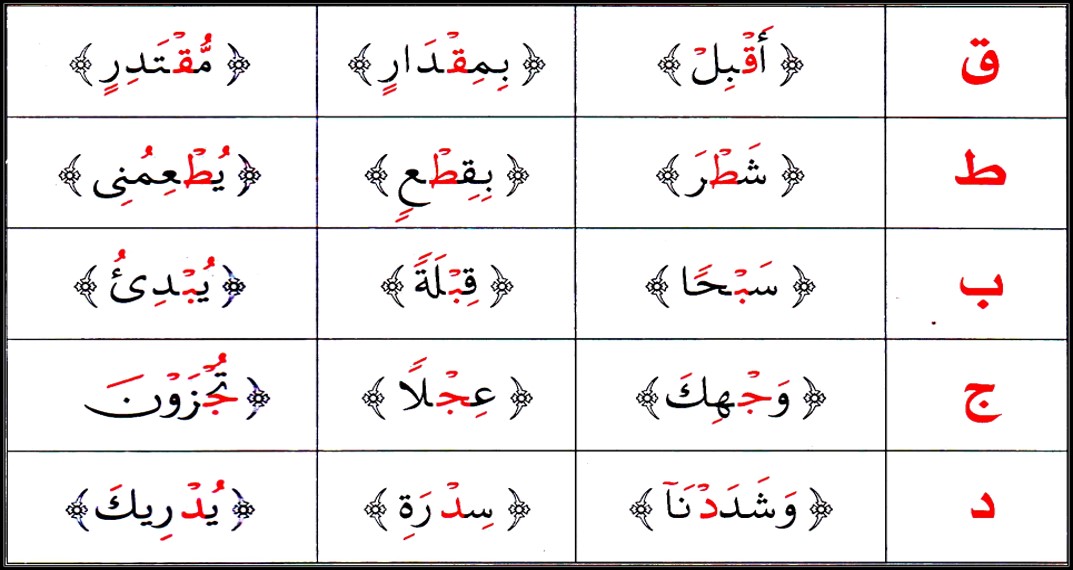 ق ﴿أَقْبِلْ﴾ ﴿بِمِقْدَارٍ﴾ ﴿مُّقْتَدِرٍ﴾
ط ﴿شَطْرَ﴾ ﴿بِقِطْعٍ﴾ ﴿يُطْعِمُنِى﴾
ب ﴿سَبْحًا﴾ ﴿قِبْلَةً﴾ ﴿يُبْدِئُ﴾
ج ﴿وَجْهِكَ﴾ ﴿عِجْلًا﴾ ﴿تُجْزَوْنَ﴾
د ﴿وَشَدَدْنَآ﴾ ﴿سِدْرَةِ﴾ ﴿يُدْرِيكَ﴾